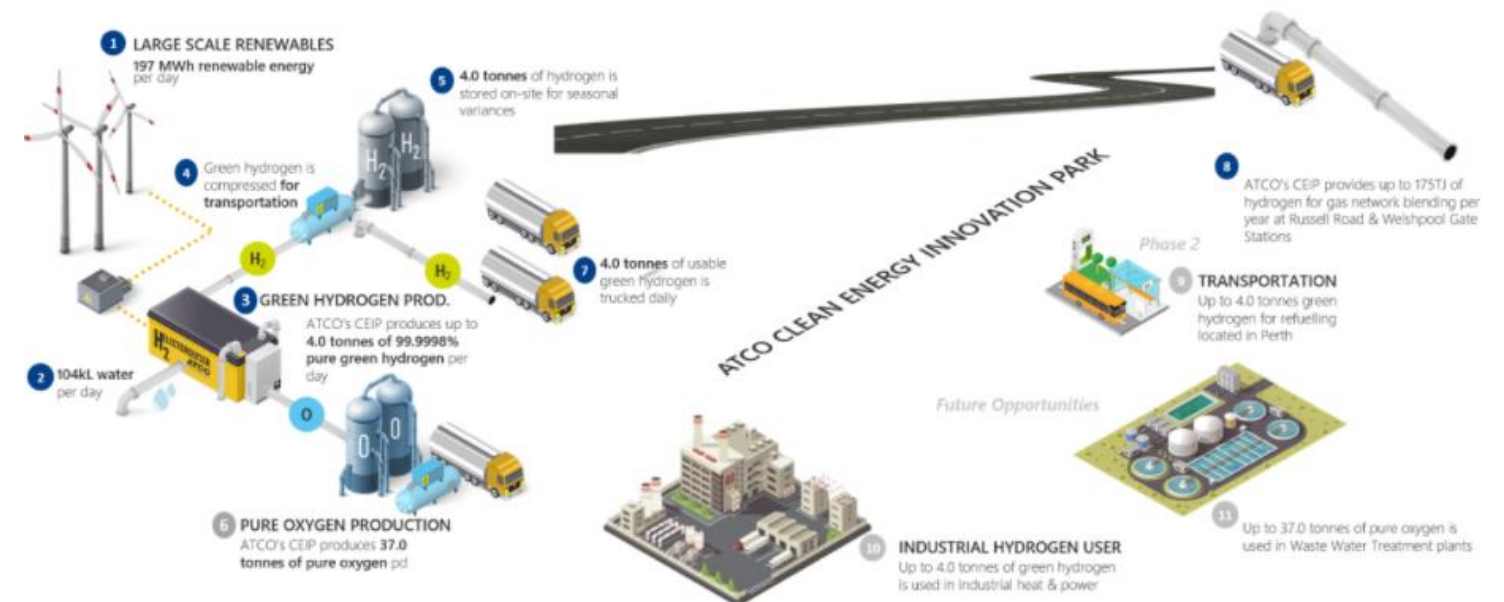 1 LARGE SCALE RENEWABLES
197 MWh renewable energy
per day
2 104kL water
per day
3 GREEN HYDROGEN PROD.
ATCO's CEIP produces up to
4.0 tonnes of 99.9998%
pure green hydrogen per
day
4 Green hydrogen is
compressed for
transportation
5 4.0 tonnes of hydrogen is
stored on-site for seasonal
variances
H₂ H₂
H₂
H₂
H₂ ELECTROLYSER
ATCO
O
O O
6 PURE OXYGEN PRODUCTION
ATCO's CEIP produces 37.0
tonnes of pure oxygen pd
7 4.0 tonnes of usable
green hydrogen is
trucked daily
ATCO CLEAN ENERGY INNOVATION PARK
8
ATCO's CEIP provides up to 175TJ of
hydrogen for gas network blending per
year at Russell Road & Welshpool Gate
Stations
Phase 2
9 TRANSPORTATION
Up to 4.0 tonnes green
hydrogen for refuelling
located in Perth
Future Opportunities
10 INDUSTRIAL HYDROGEN USER
Up to 4.0 tonnes of green hydrogen
is used in industrial heat & power
11
Up to 37.0 tonnes of pure oxygen is
used in Waste Water Treatment plants